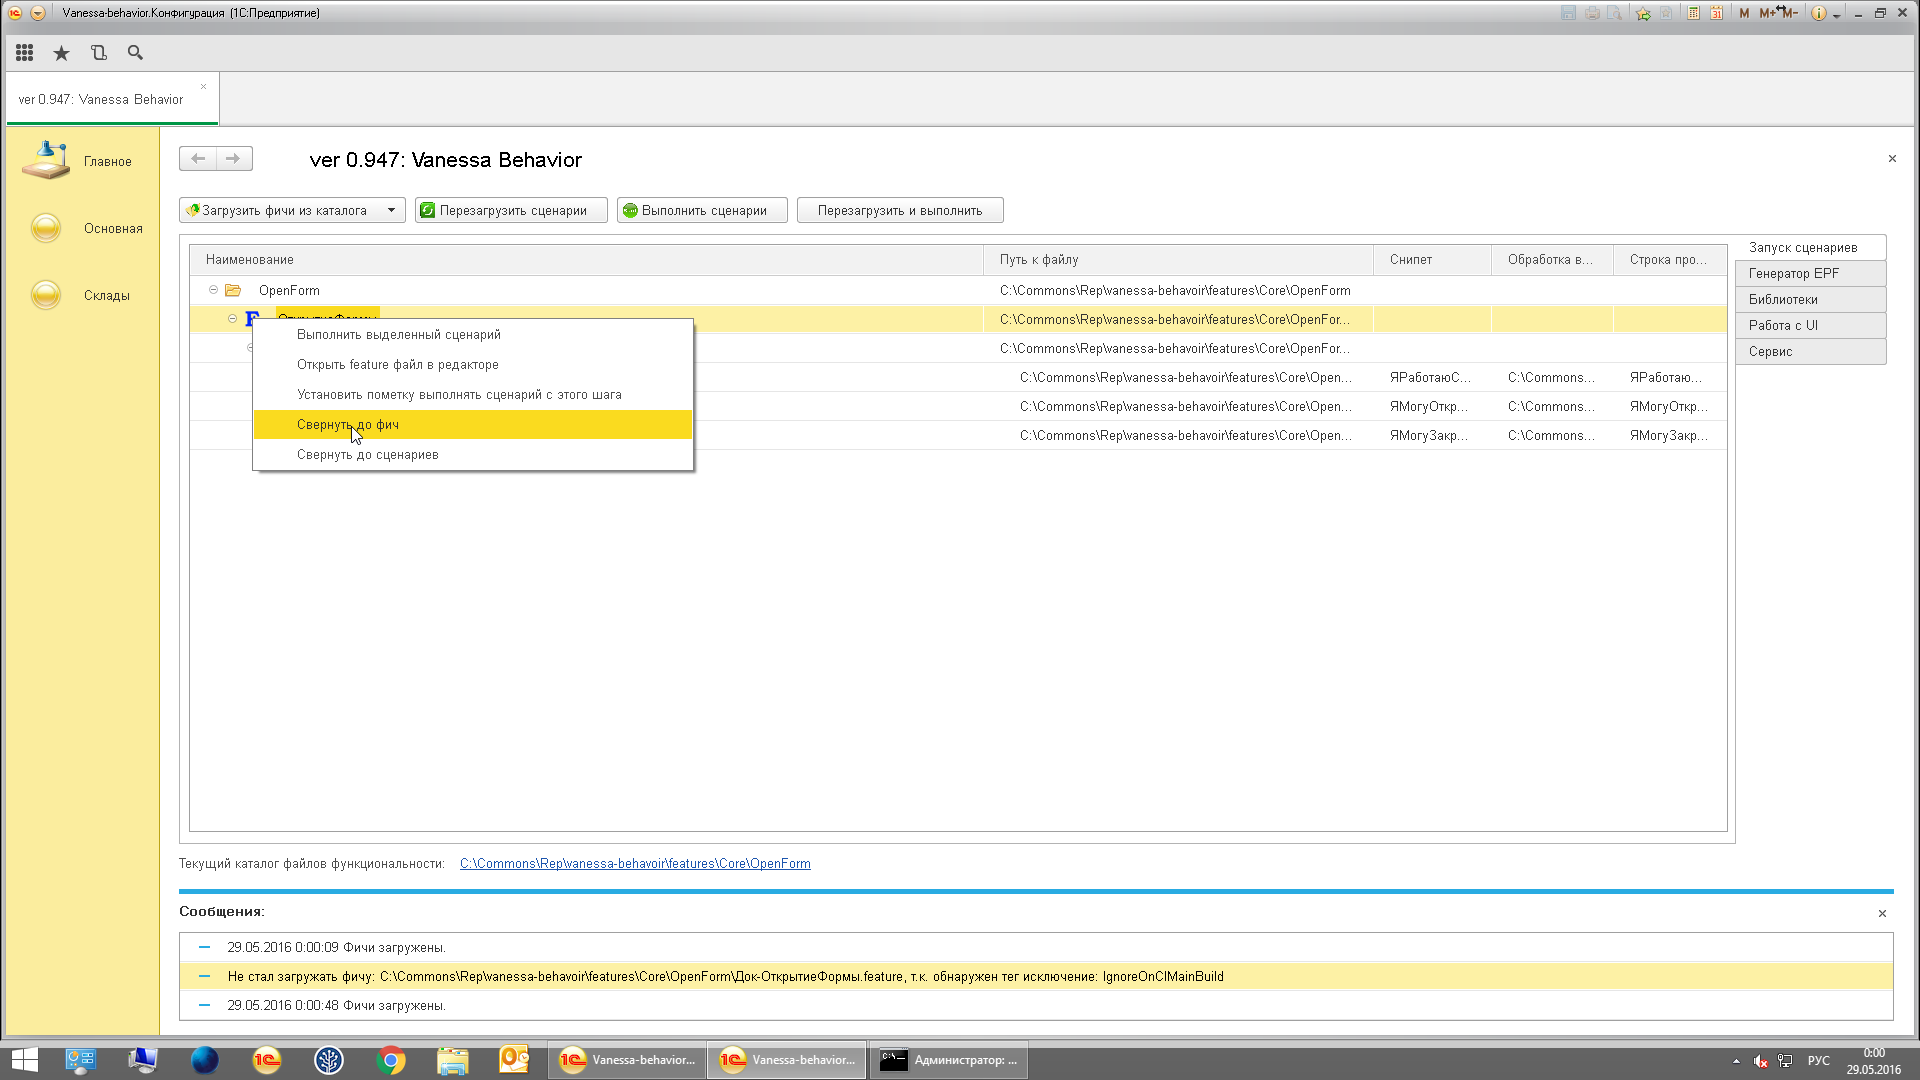 Vanessa-behavior.Конфигурация (1С:Предприятие)
M M+ M-
ver 0.947: Vanessa Behavior
Главное
Основная
Склады
ver 0.947: Vanessa Behavior
Загрузить фичи из каталога
Перезагрузить сценарии
Выполнить сценарии
Перезагрузить и выполнить
Наименование Путь к файлу Снипет Обработка в... Строка про...
OpenForm C:\Commons\Rep\vanessa-behavoir\features\Core\OpenForm
ОткрытиеФормы C:\Commons\Rep\vanessa-behavoir\features\Core\OpenFor...
C:\Commons\Rep\vanessa-behavoir\features\Core\OpenFor...
C:\Commons\Rep\vanessa-behavoir\features\Core\Open... ЯРаботаюС... C:\Commons... ЯРаботаю...
C:\Commons\Rep\vanessa-behavoir\features\Core\Open... ЯМогуОткр... C:\Commons... ЯМогуОткр...
C:\Commons\Rep\vanessa-behavoir\features\Core\Open... ЯМогуЗакр... C:\Commons... ЯМогуЗакр...
Выполнить выделенный сценарий
Открыть feature файл в редакторе
Установить пометку выполнять сценарий с этого шага
Свернуть до фич
Свернуть до сценариев
Запуск сценариев
Генератор EPF
Библиотеки
Работа с UI
Сервис
Текущий каталог файлов функциональности: C:\Commons\Rep\vanessa-behavoir\features\Core\OpenForm
Сообщения:
29.05.2016 0:00:09 Фичи загружены.
Не стал загружать фичу: C:\Commons\Rep\vanessa-behavoir\features\Core\OpenForm\Док-ОткрытиеФормы.feature, т.к. обнаружен тег исключение: IgnoreOnCIMainBuild
29.05.2016 0:00:48 Фичи загружены.
Vanessa-behavior...
Vanessa-behavior...
Администратор: ...
РУС
0:00
29.05.2016